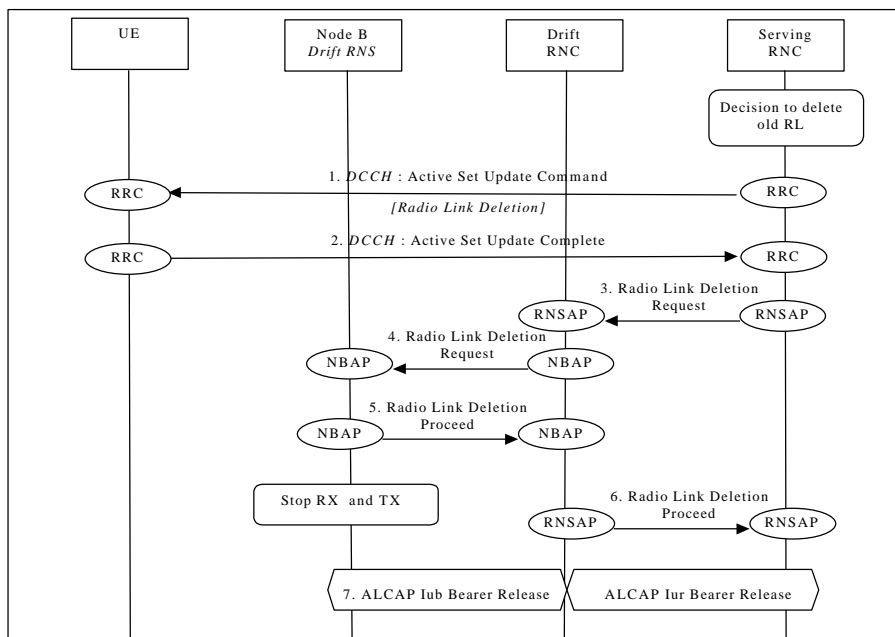 UE
Node B
Drift RNS
Drift
RNC
Serving
RNC
Decision to delete
old RL
1. DCCH : Active Set Update Command
RRC
RRC
[Radio Link Deletion]
2. DCCH : Active Set Update Complete
RRC
RRC
3. Radio Link Deletion
Request
RNSAP
RNSAP
4. Radio Link Deletion
Request
NBAP
NBAP
5. Radio Link Deletion
Proceed
NBAP
NBAP
Stop RX and TX
6. Radio Link Deletion
Proceed
RNSAP
RNSAP
7. ALCAP Iub Bearer Release
ALCAP Iur Bearer Release